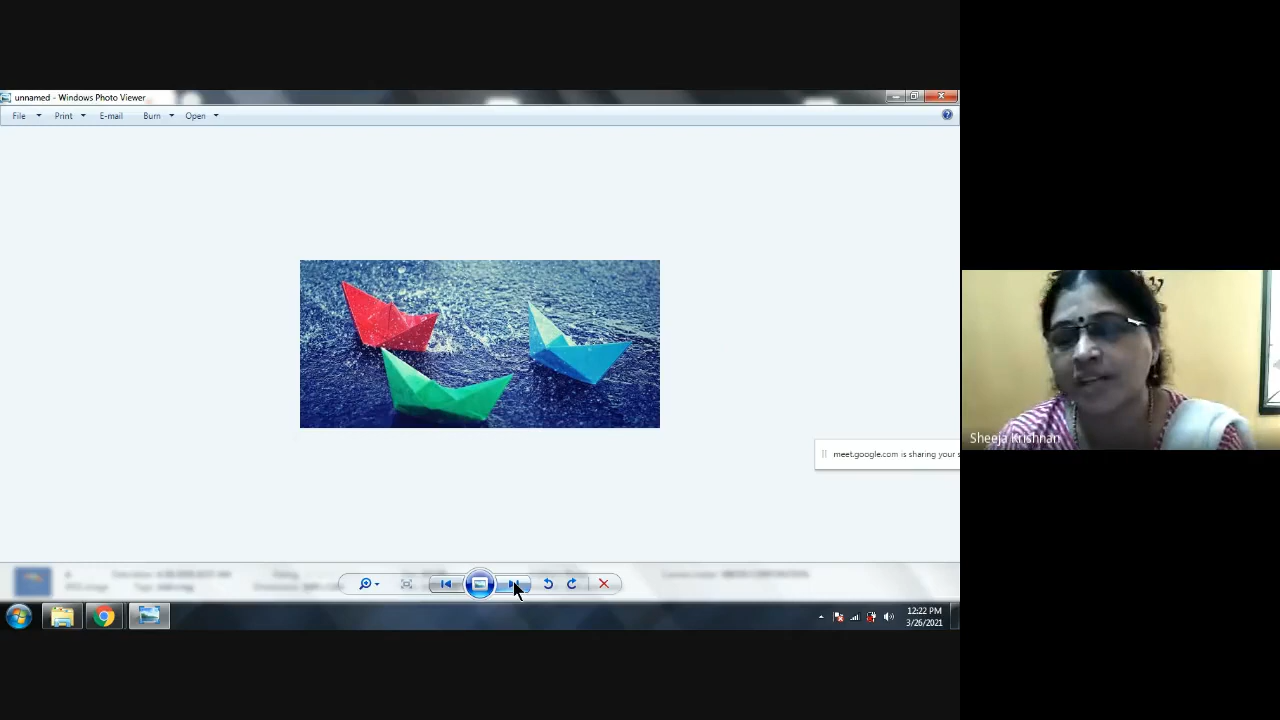 unnamed - Windows Photo Viewer
File Print E-mail Burn Open
Sheeja Krishnan
meet.google.com is sharing your s
12:22 PM
3/26/2021